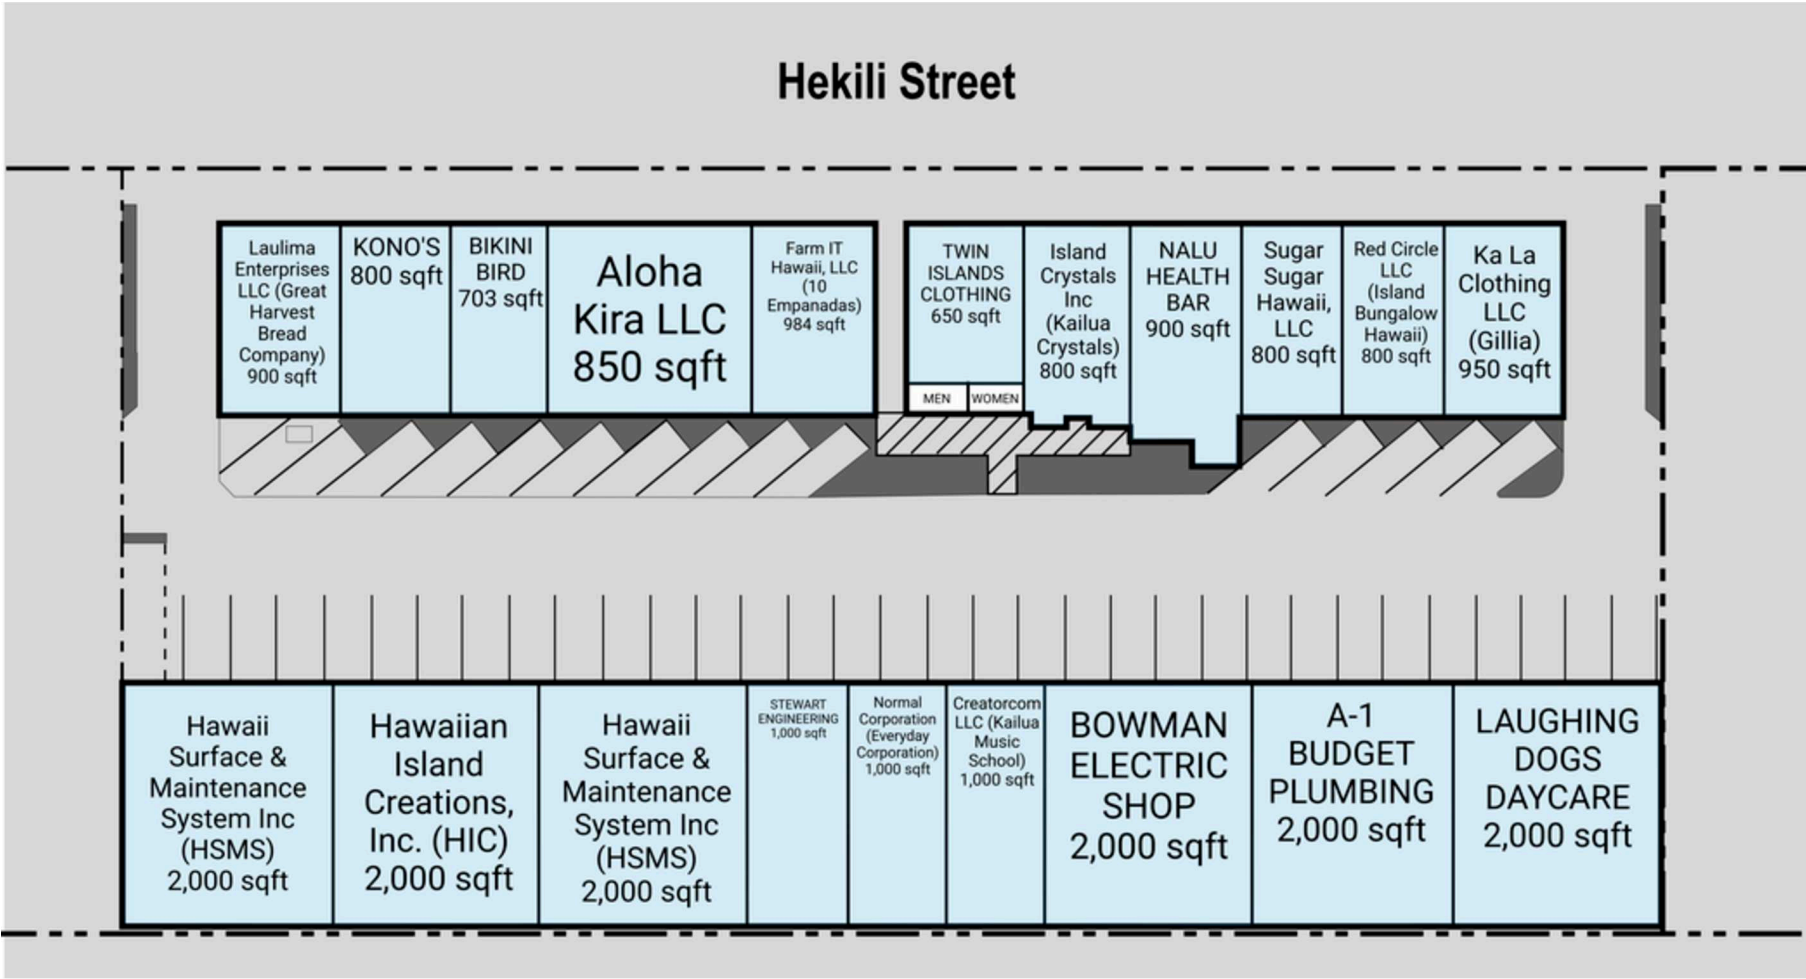 Hekili Street
Laulima
Enterprises
LLC (Great
Harvest
Bread
Company)
900 sqft
KONO'S
800 sqft
BIKINI
BIRD
703 sqft
Aloha
Kira LLC
850 sqft
Farm IT
Hawaii, LLC
(10
Empanadas)
984 sqft
TWIN
ISLANDS
CLOTHING
650 sqft
MEN
WOMEN
Island
Crystals
Inc
(Kailua
Crystals)
800 sqft
NALU
HEALTH
BAR
900 sqft
Sugar
Sugar
Hawaii,
LLC
800 sqft
Red Circle
LLC
(Island
Bungalow
Hawaii)
800 sqft
Ka La
Clothing
LLC
(Gillia)
950 sqft
Hawaii
Surface &
Maintenance
System Inc
(HSMS)
2,000 sqft
Hawaiian
Island
Creations,
Inc. (HIC)
2,000 sqft
Hawaii
Surface &
Maintenance
System Inc
(HSMS)
2,000 sqft
STEWART
ENGINEERING
1,000 sqft
Normal
Corporation
(Everyday
Corporation)
1,000 sqft
Creatorcom
LLC (Kailua
Music
School)
1,000 sqft
BOWMAN
ELECTRIC
SHOP
2,000 sqft
A-1
BUDGET
PLUMBING
2,000 sqft
LAUGHING
DOGS
DAYCARE
2,000 sqft